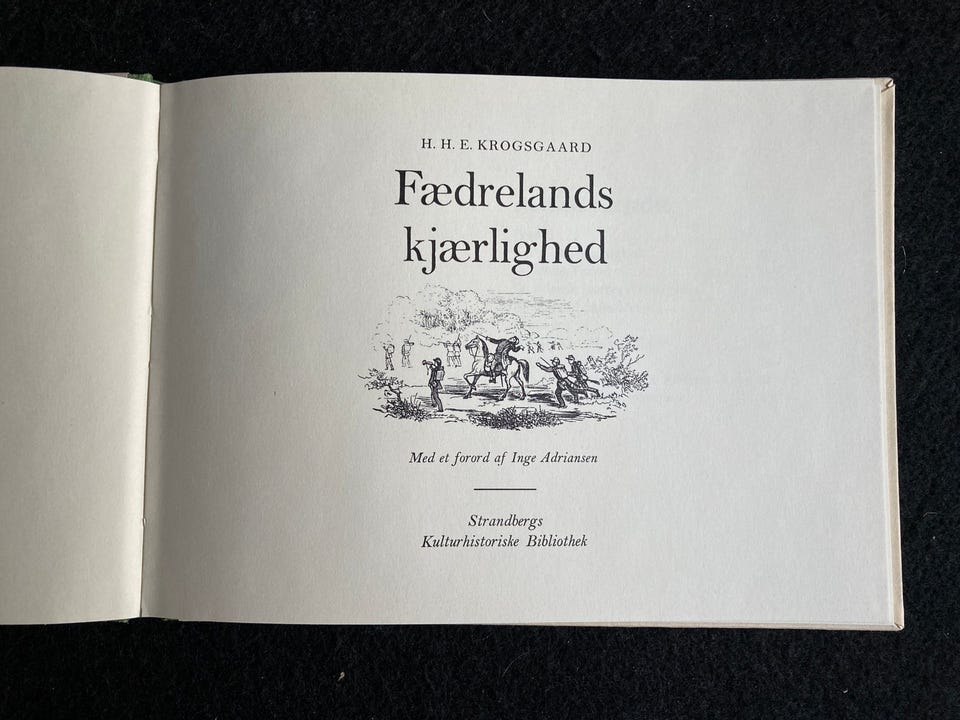 H. H. E. KROGSGAARD
Fædrelands
kjærlighed
Med et forord af Inge Adriansen
Strandbergs
Kulturhistoriske Bibliothek